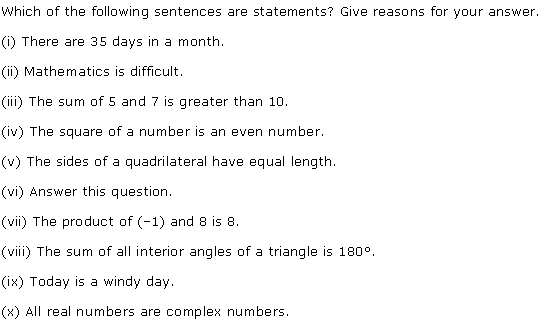 Which of the following sentences are statements? Give reasons for your answer.
(i) There are 35 days in a month.
(ii) Mathematics is difficult.
(iii) The sum of 5 and 7 is greater than 10.
(iv) The square of a number is an even number.
(v) The sides of a quadrilateral have equal length.
(vi) Answer this question.
(vii) The product of (−1) and 8 is 8.
(viii) The sum of all interior angles of a triangle is 180°.
(ix) Today is a windy day.
(x) All real numbers are complex numbers.